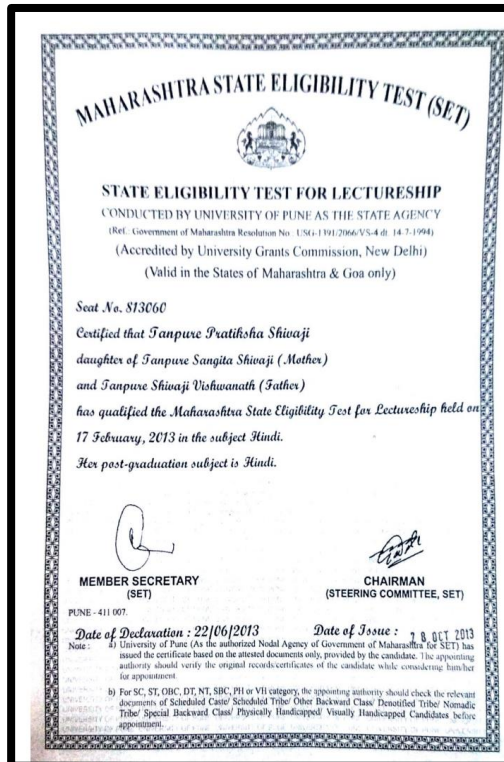 MAHARASHTRA STATE ELIGIBILITY TEST (SET)
STATE ELIGIBILITY TEST FOR LECTURESHIP
CONDUCTED BY UNIVERSITY OF PUNE AS THE STATE AGENCY
(Ref.: Government of Maharashtra Resolution No : USG-1391/2066/VS-4 dt. 14-7-1994)
(Accredited by University Grants Commission, New Delhi)
(Valid in the States of Maharashtra & Goa only)
Seat No. 813060
Certified that Tanpure Pratiksha Shivaji
daughter of Tanpure Sangita Shivaji (Mother)
and Tanpure Shivaji Vishwanath (Father)
has qualified the Maharashtra State Eligibility Test for Lectureship held on
17 February, 2013 in the subject Hindi.
Her post-graduation subject is Hindi.
MEMBER SECRETARY
(SET)
CHAIRMAN
(STEERING COMMITTEE, SET)
PUNE - 411 007.
Date of Declaration : 22/06/2013 Date of Issue : 28 OCT 2013
Note : a) University of Pune (As the authorized Nodal Agency of Government of Maharashtra for SET) has
issued the certificate based on the attested documents only, provided by the candidate. The appointing
authority should verify the original records/certificates of the candidate while considering him/her
for appointment.
b) For SC, ST, OBC, DT, NT, SBC, PH or VH category, the appointing authority should check the relevant
documents of Scheduled Caste/ Scheduled Tribe/ Other Backward Class/ Denotified Tribe/ Nomadic
Tribe/ Special Backward Class/ Physically Handicapped/ Visually Handicapped Candidates before
appointment.